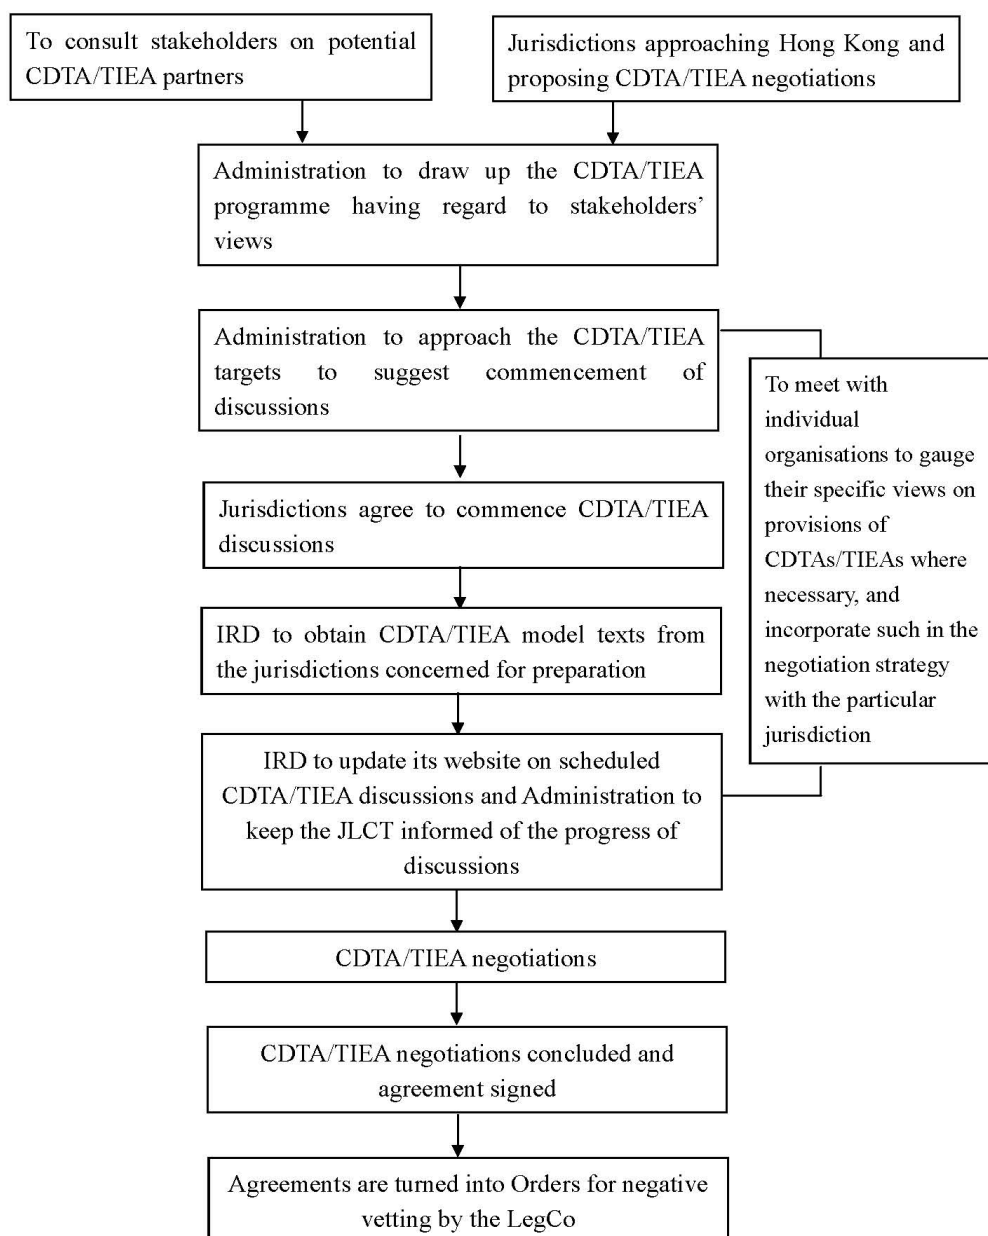 To consult stakeholders on potential
CDTA/TIEA partners
Jurisdictions approaching Hong Kong and
proposing CDTA/TIEA negotiations
Administration to draw up the CDTA/TIEA
programme having regard to stakeholders’
views
Administration to approach the CDTA/TIEA
targets to suggest commencement of
discussions
To meet with
individual
organisations to gauge
their specific views on
provisions of
CDTAs/TIEAs where
necessary, and
incorporate such in the
negotiation strategy
with the particular
jurisdiction
Jurisdictions agree to commence CDTA/TIEA
discussions
IRD to obtain CDTA/TIEA model texts from
the jurisdictions concerned for preparation
IRD to update its website on scheduled
CDTA/TIEA discussions and Administration to
keep the JLCT informed of the progress of
discussions
CDTA/TIEA negotiations
CDTA/TIEA negotiations concluded and
agreement signed
Agreements are turned into Orders for negative
vetting by the LegCo